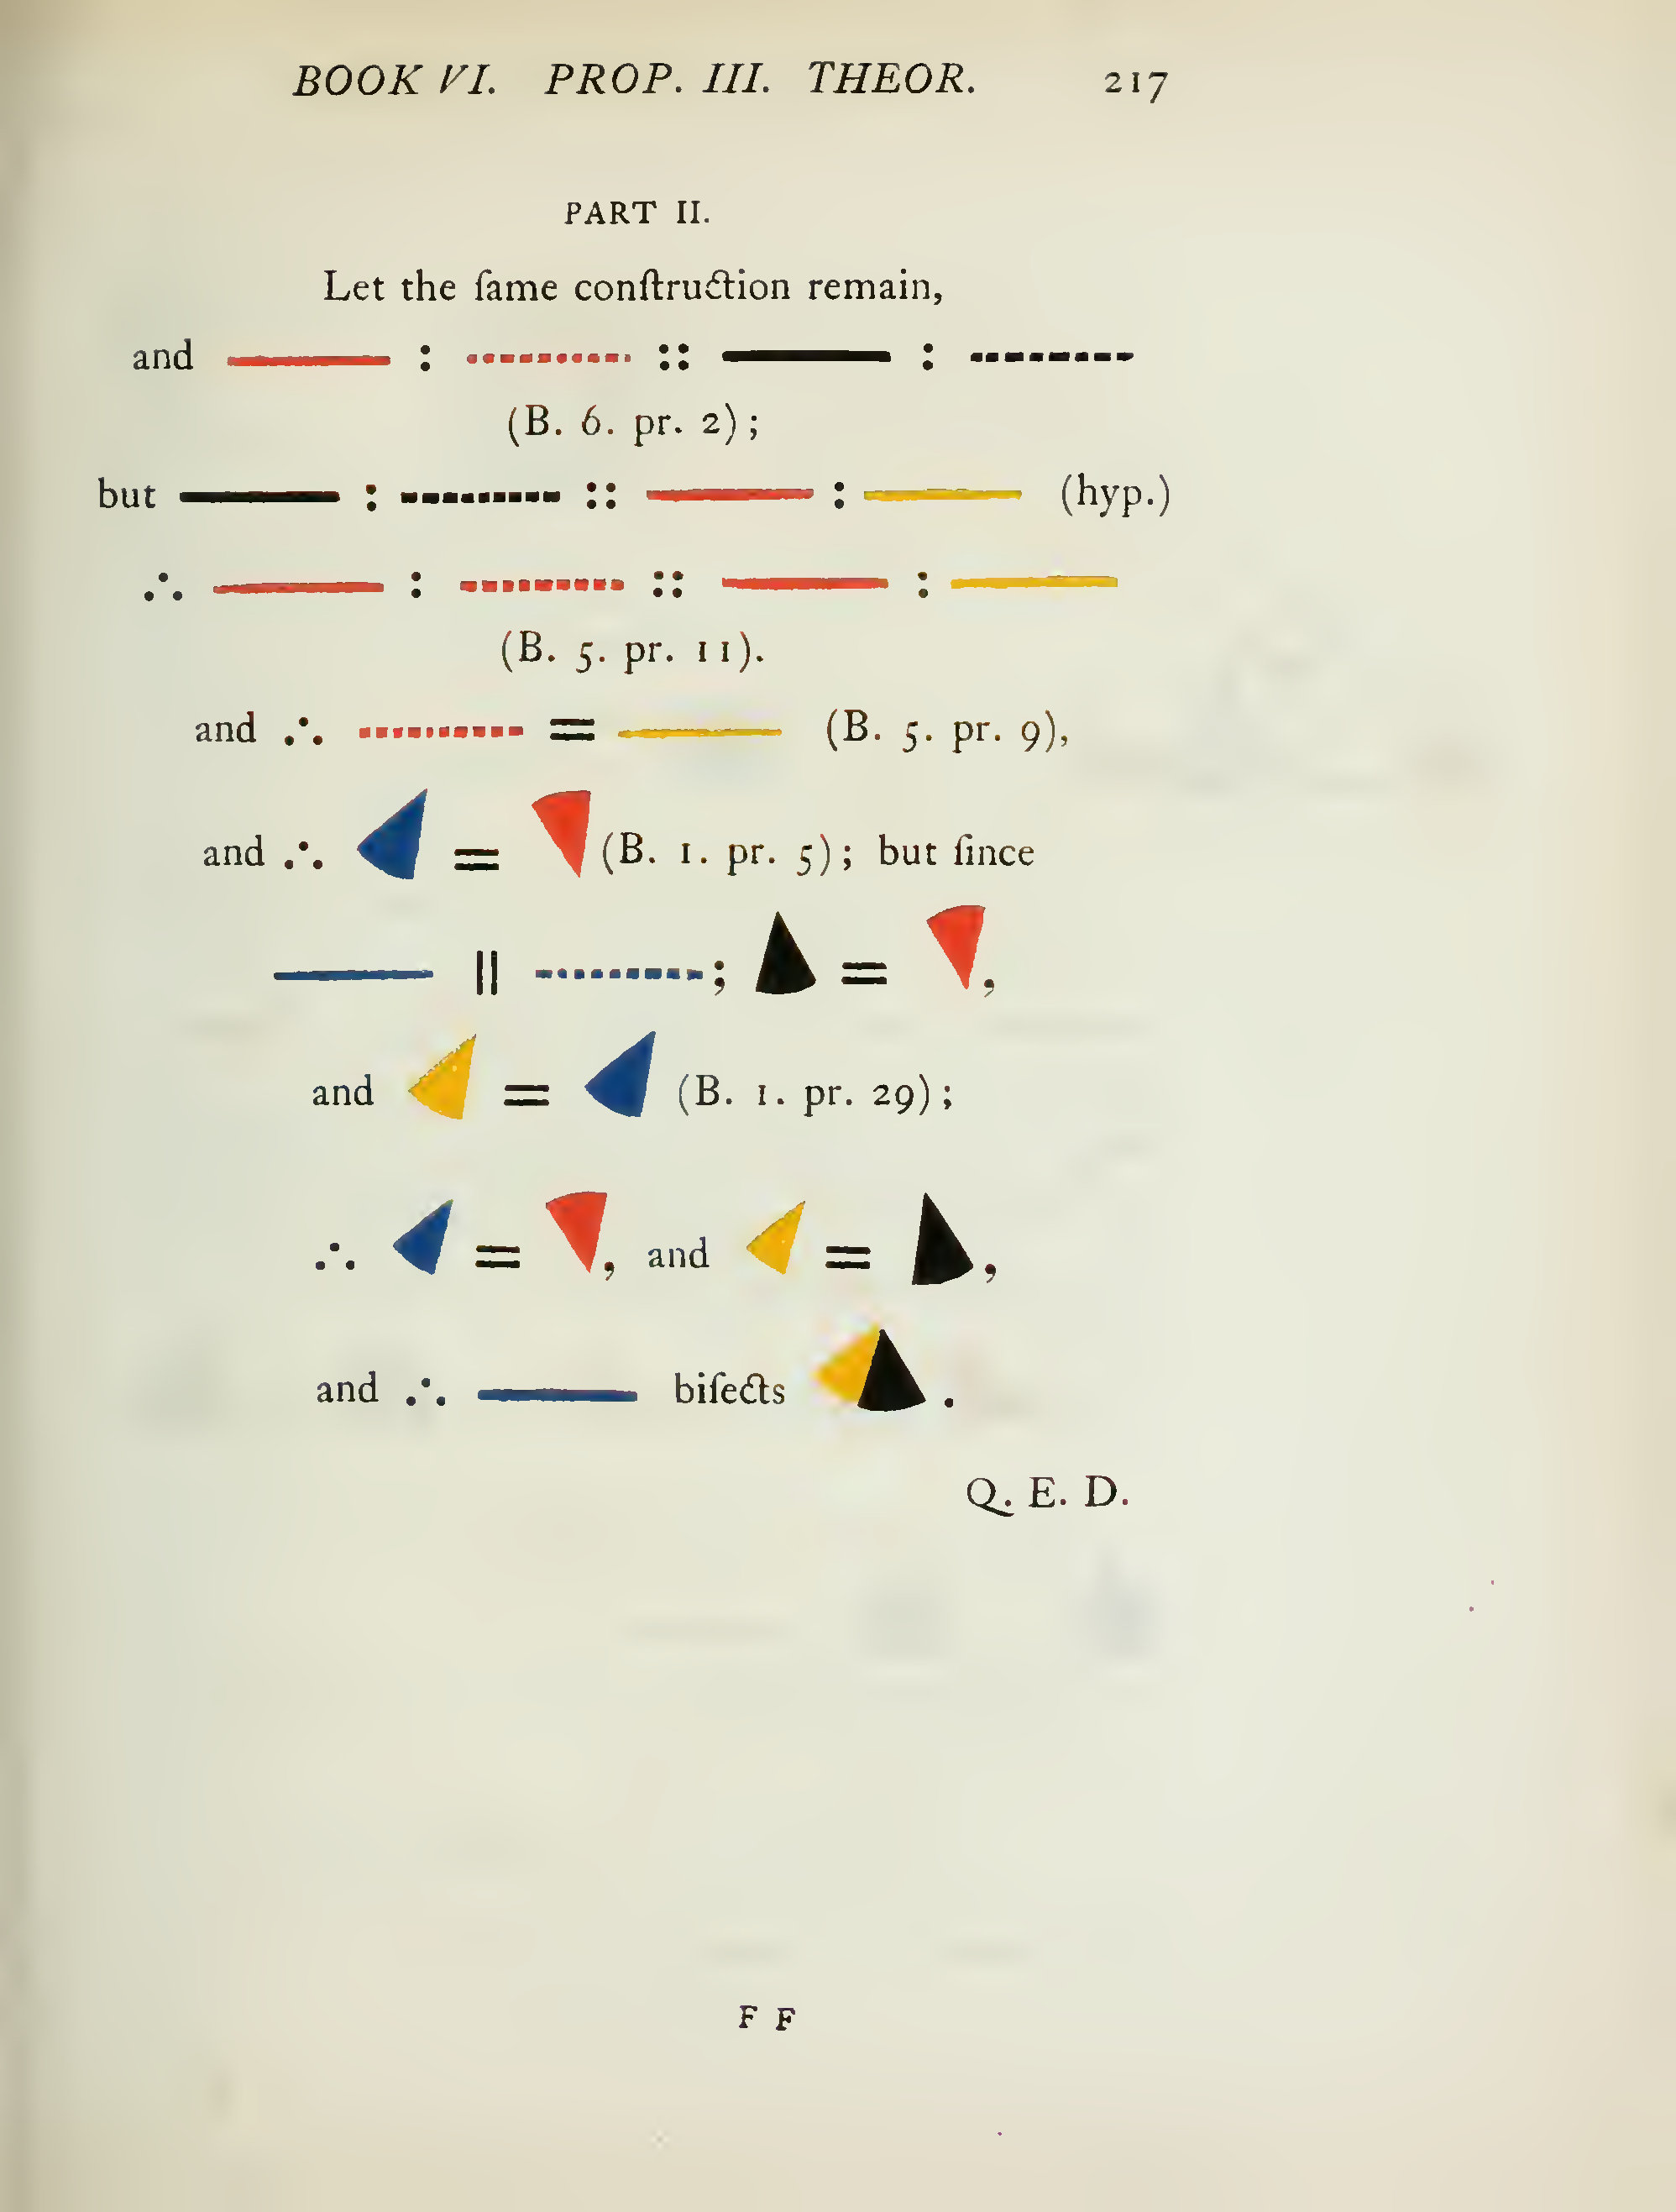 BOOK VI. PROP. III. THEOR. 217
PART II.
Let the ſame conſtruction remain,
and : :: :
(B. 6. pr. 2);
but : :: : (hyp.)
∴ : :: :
(B. 5. pr. 11).
and ∴ = (B. 5. pr. 9),
and ∴ = (B. 1. pr. 5); but ſince
|| ; = ,
and = (B. 1. pr. 29);
∴ = , and = ,
and ∴ biſects .
Q. E. D.
F F